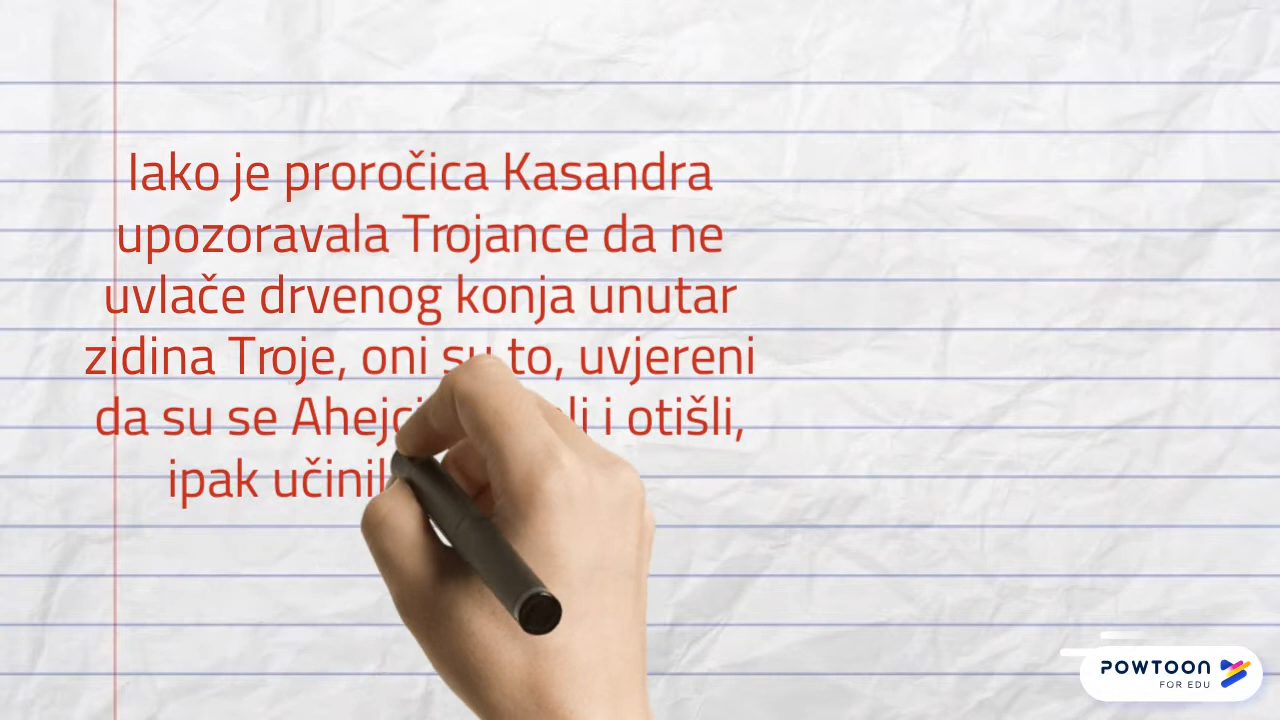 Iako je proročica Kasandra
upozoravala Trojance da ne
uvlače drvenog konja unutar
zidina Troje, oni su to, uvjereni
da su se i otišli,
ipak
POWTOON
FOR EDU